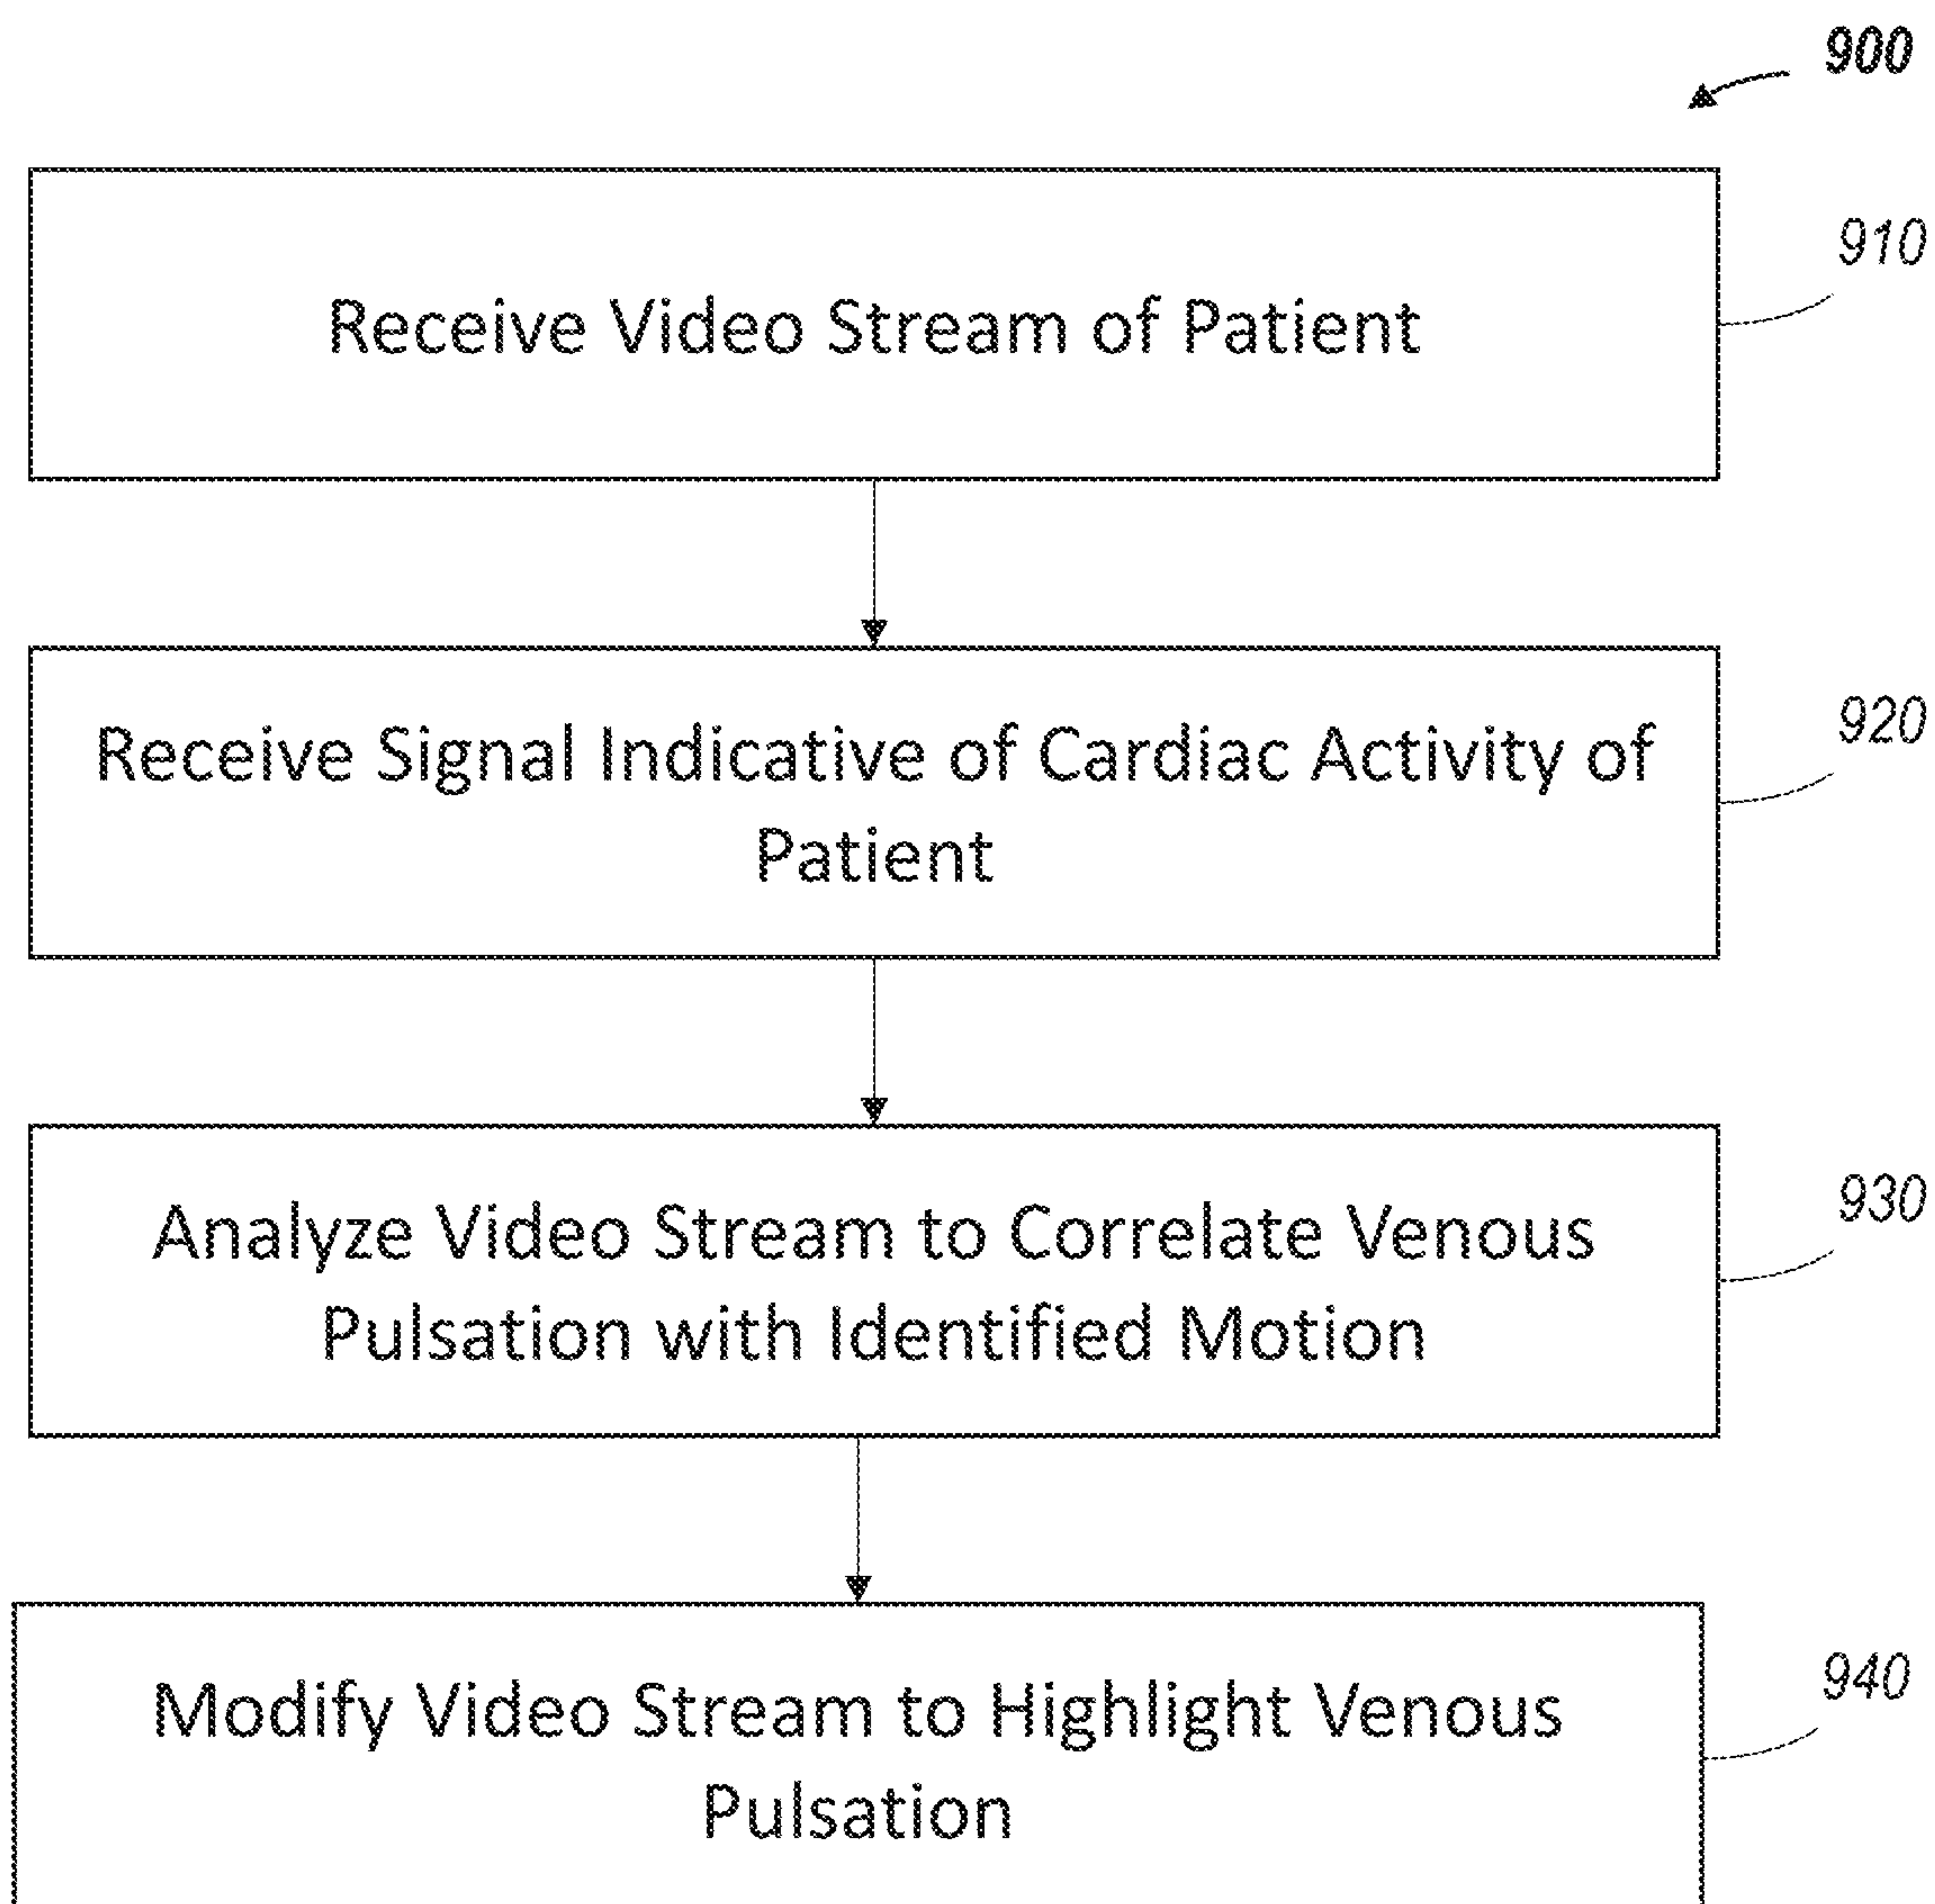 900
910
Receive Video Stream of Patient
920
Receive Signal Indicative of Cardiac Activity of
Patient
930
Analyze Video Stream to Correlate Venous
Pulsation with Identified Motion
940
Modify Video Stream to Highlight Venous
Pulsation